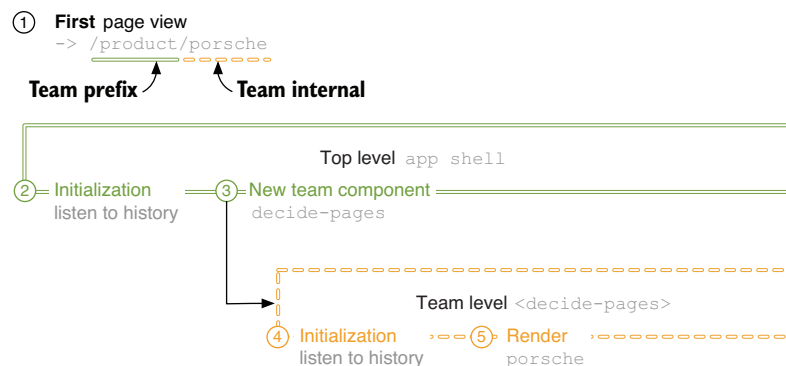 1 First page view
-> /product/porsche
Team prefix Team internal
Top level app shell
2 Initialization 3 New team component
listen to history decide-pages
Team level <decide-pages>
4 Initialization 5 Render
listen to history porsche